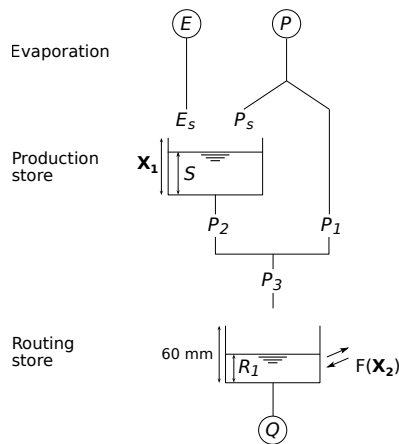 E P
Evaporation
Es Ps
Production
store
X1 S
P2 P1
P3
Routing
store
60 mm R1 F(X2)
Q